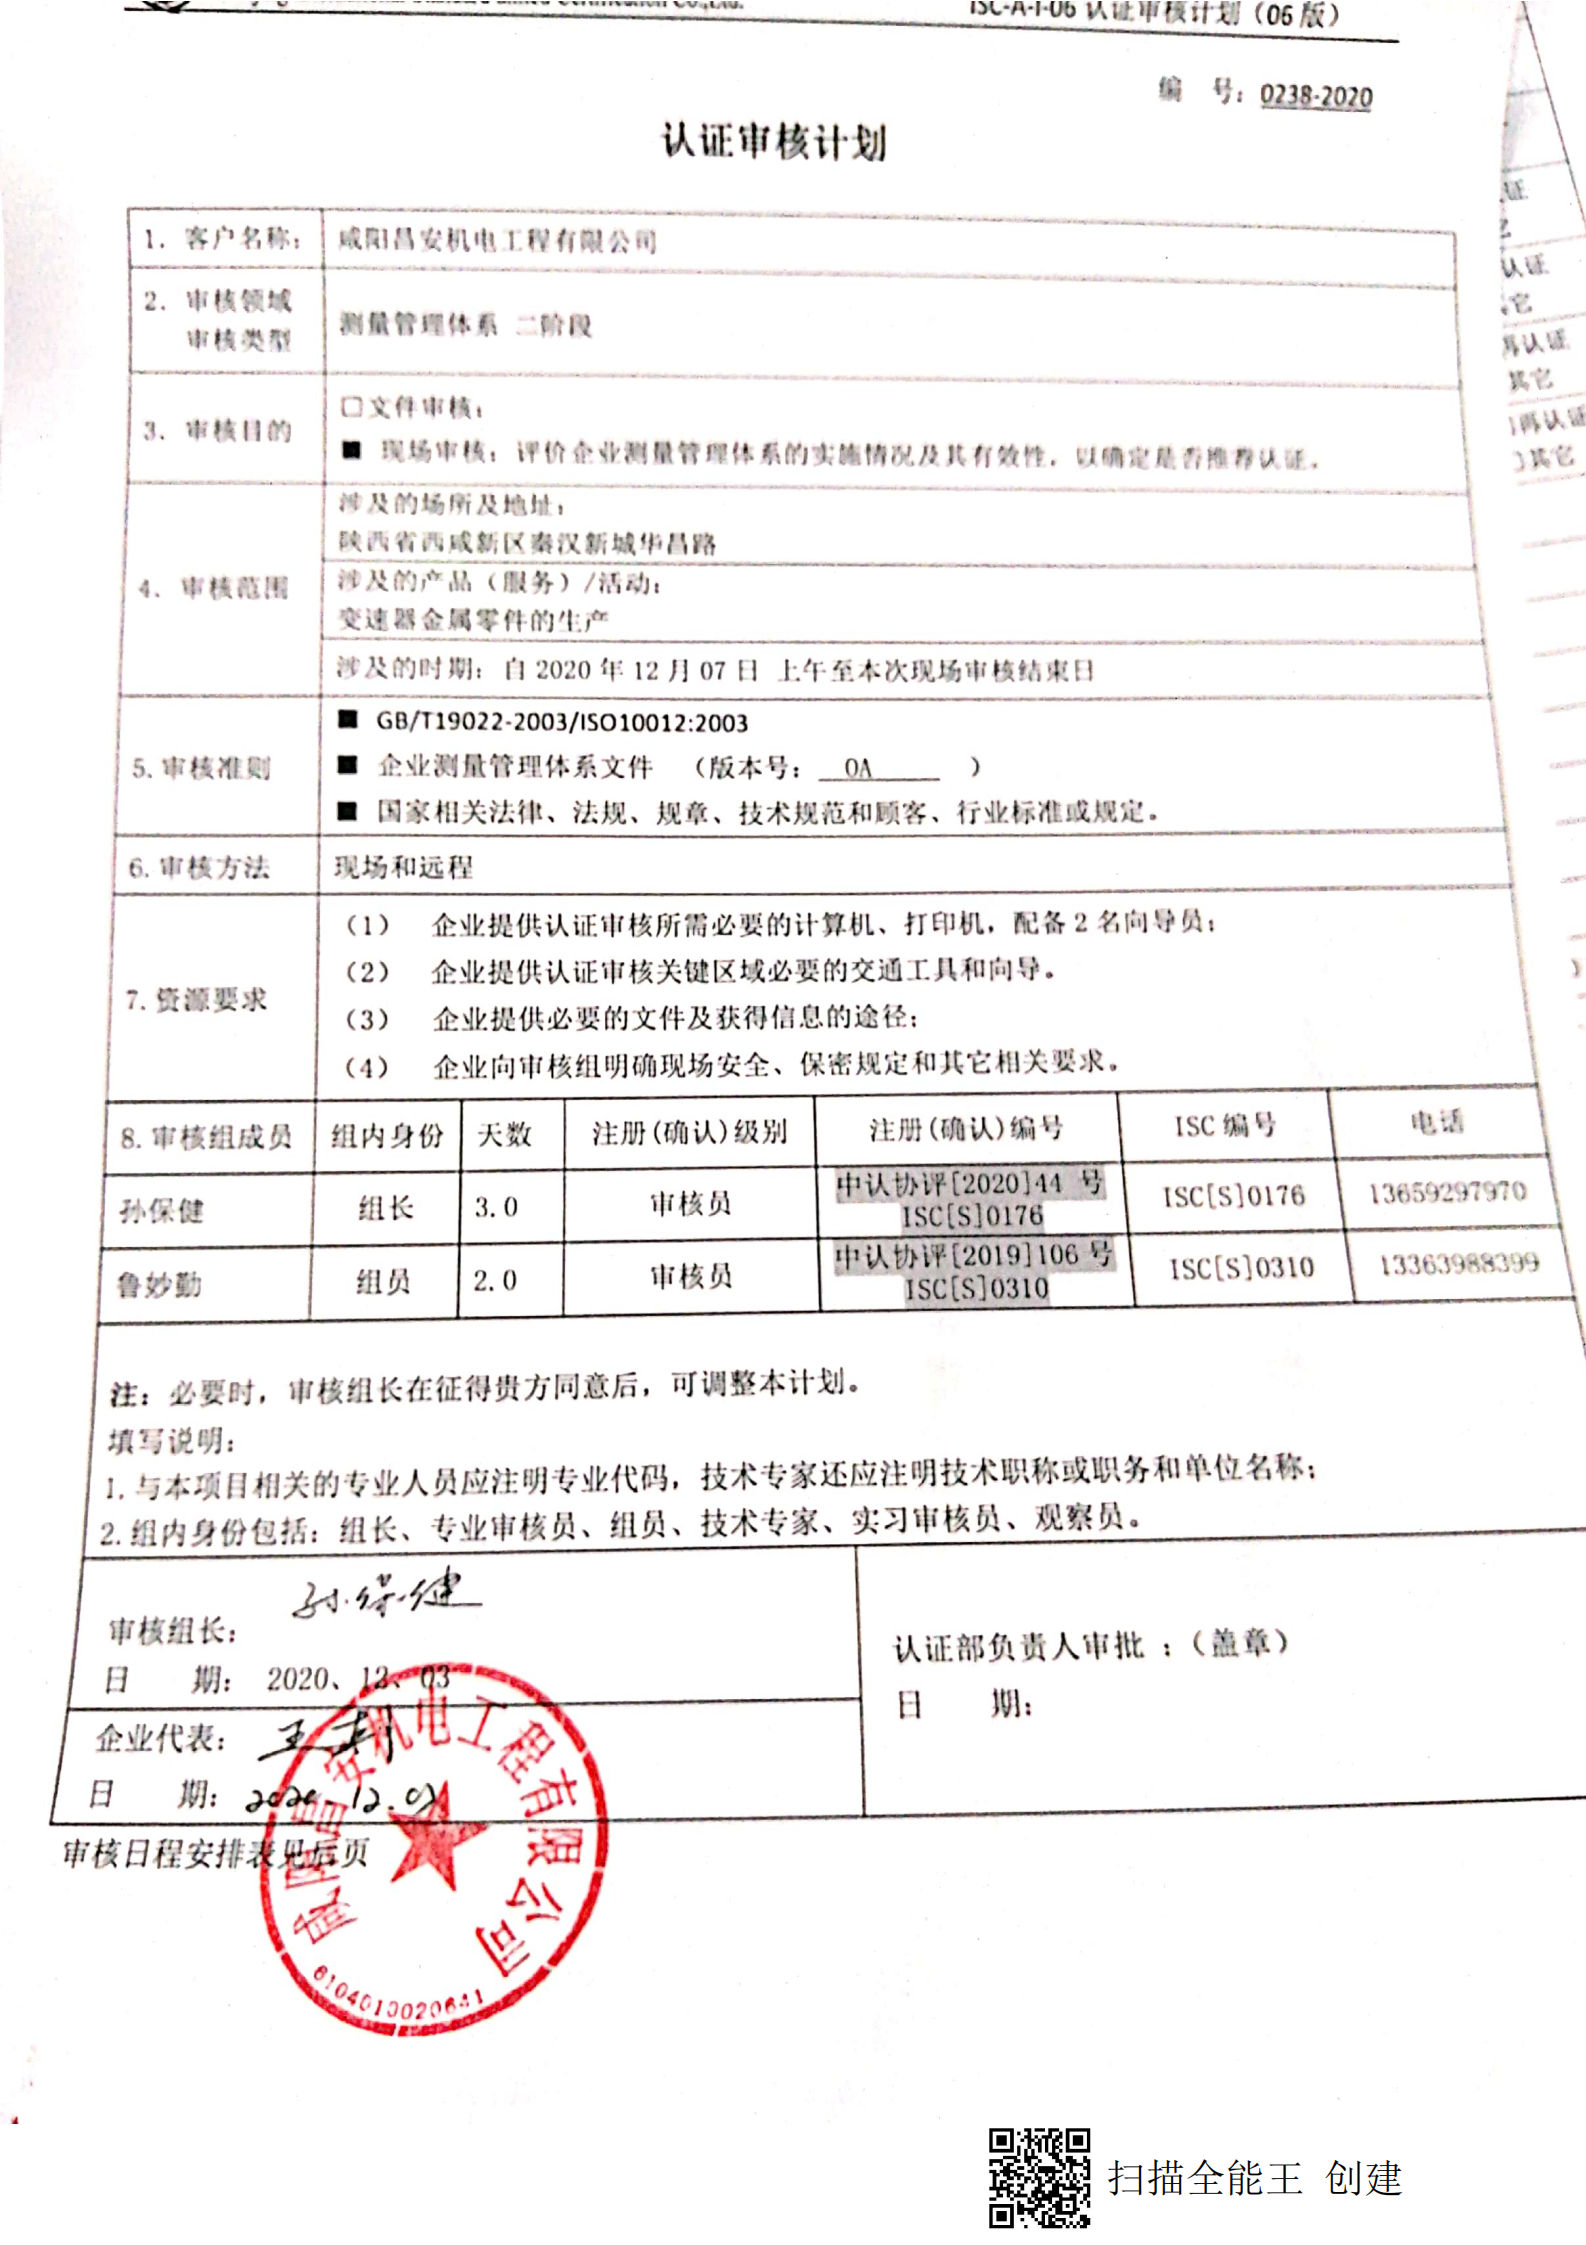 ISC-A-I-06 认证审核计划（06 版）
编　号：0238-2020
认证审核计划
1. 客户名称： 咸阳昌安机电工程有限公司
2. 审核领域
审核类型 测量管理体系 二阶段
3. 审核目的 □文件审核；
■ 现场审核：评价企业测量管理体系的实施情况及其有效性，以确定是否推荐认证。
4. 审核范围 涉及的场所及地址：
陕西省西咸新区秦汉新城华昌路
涉及的产品（服务）/活动：
变速器金属零件的生产
涉及的时期：自 2020 年 12 月 07 日 上午至本次现场审核结束日
5.审核准则 ■ GB/T19022-2003/ISO10012:2003
■ 企业测量管理体系文件 （版本号： OA ）
■ 国家相关法律、法规、规章、技术规范和顾客、行业标准或规定。
6.审核方法 现场和远程
7.资源要求 （1） 企业提供认证审核所需必要的计算机、打印机，配备 2 名向导员；
（2） 企业提供认证审核关键区域必要的交通工具和向导。
（3） 企业提供必要的文件及获得信息的途径；
（4） 企业向审核组明确现场安全、保密规定和其它相关要求。
8.审核组成员 组内身份 天数 注册(确认)级别 注册(确认)编号 ISC 编号 电话
孙保健 组长 3.0 审核员 中认协评[2020]44 号 ISC[S]0176 ISC[S]0176 13659297970
鲁妙勤 组员 2.0 审核员 中认协评[2019]106 号 ISC[S]0310 ISC[S]0310 13363988399
注：必要时，审核组长在征得贵方同意后，可调整本计划。
填写说明：
1.与本项目相关的专业人员应注明专业代码，技术专家还应注明技术职称或职务和单位名称；
2.组内身份包括：组长、专业审核员、组员、技术专家、实习审核员、观察员。
审核组长： 孙保健
日　　期： 2020、12、03
认证部负责人审批 ：（盖章）
日　　期：
企业代表： 王
日　　期： 2020.12.07
审核日程安排表见后页
咸阳昌安机电工程有限公司
6104010020641
扫描全能王 创建